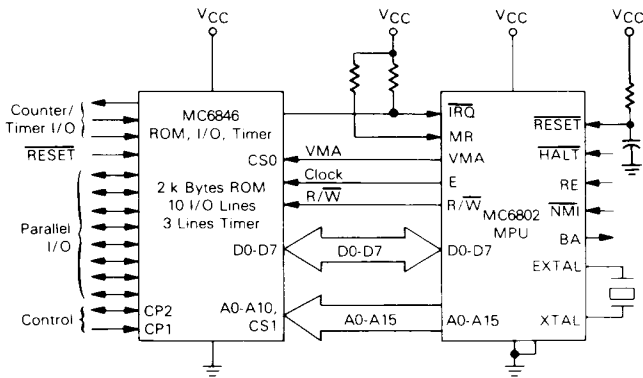 VCC
VCC
VCC
VCC
Counter/
Timer I/O
RESET
Parallel
I/O
Control
MC6846
ROM, I/O, Timer
CS0
2 k Bytes ROM
10 I/O Lines
3 Lines Timer
D0-D7
A0-A10,
CS1
CP2
CP1
VMA
Clock
R/W
D0-D7
A0-A15
IRQ
MR
VMA
E
R/W
MC6802
MPU
D0-D7
A0-A15
RESET
HALT
RE
NMI
BA
EXTAL
XTAL